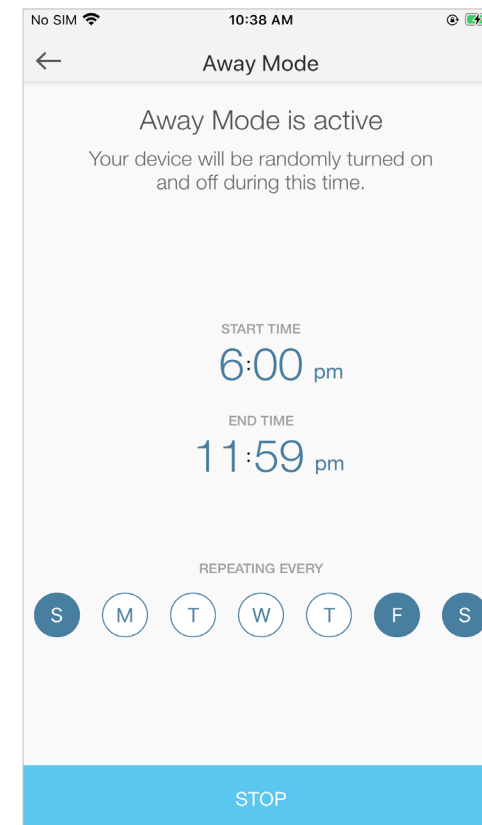 No SIM 10:38 AM
Away Mode
Away Mode is active
Your device will be randomly turned on
and off during this time.
START TIME
6:00 pm
END TIME
11:59 pm
REPEATING EVERY
S M T W T F S
STOP